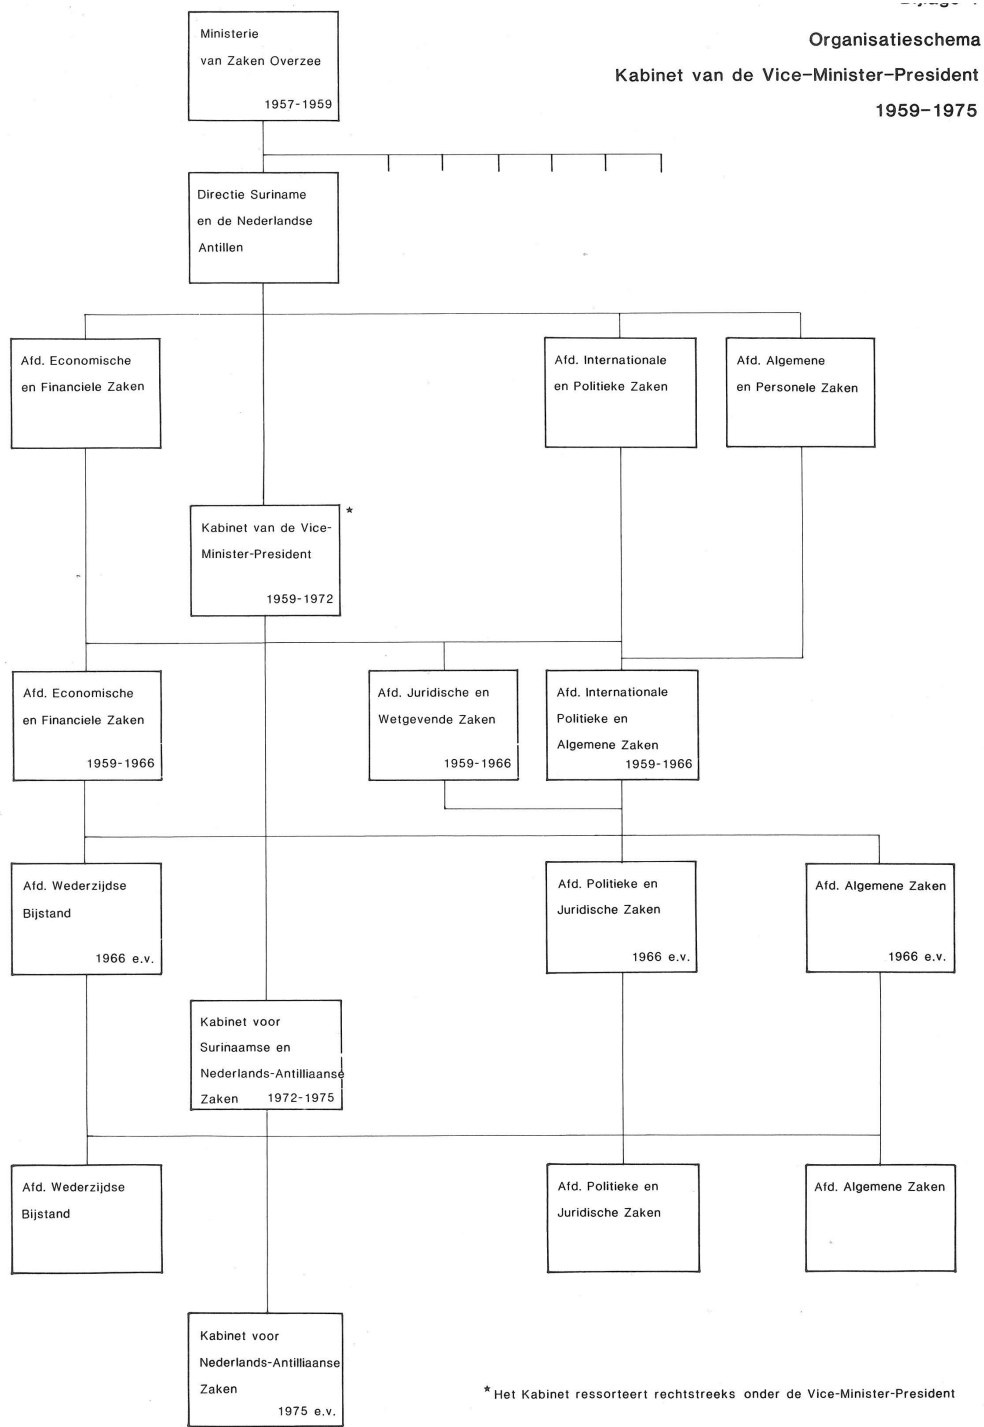 Organisatieschema
Kabinet van de Vice-Minister-President
1959-1975
Ministerie
van Zaken Overzee
1957-1959
Directie Suriname
en de Nederlandse
Antillen
Afd. Economische
en Financiele Zaken
Afd. Internationale
en Politieke Zaken
Afd. Algemene
en Personele Zaken
Kabinet van de Vice-
Minister-President
1959-1972
*
Afd. Economische
en Financiele Zaken
1959-1966
Afd. Juridische en
Wetgevende Zaken
1959-1966
Afd. Internationale
Politieke en
Algemene Zaken
1959-1966
Afd. Wederzijdse
Bijstand
1966 e.v.
Afd. Politieke en
Juridische Zaken
1966 e.v.
Afd. Algemene Zaken
1966 e.v.
Kabinet voor
Surinaamse en
Nederlands-Antilliaanse
Zaken 1972-1975
Afd. Wederzijdse
Bijstand
Afd. Politieke en
Juridische Zaken
Afd. Algemene Zaken
Kabinet voor
Nederlands-Antilliaanse
Zaken
1975 e.v.
* Het Kabinet ressorteert rechtstreeks onder de Vice-Minister-President